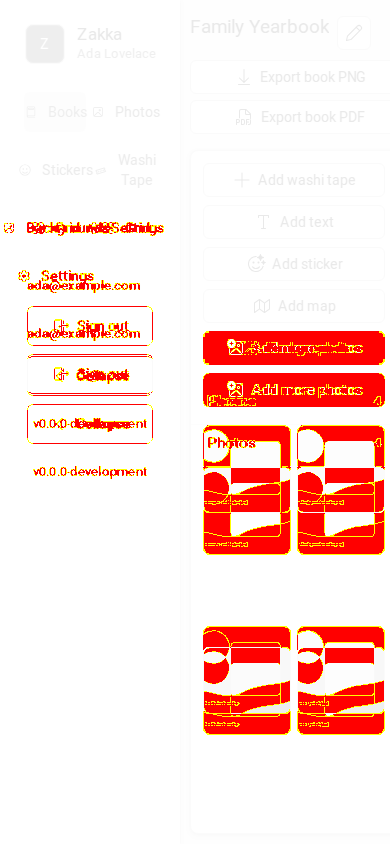 Zakka
Z
Ada Lovelace
Books
Photos
Stickers
Washi
Tape
Settings
Settings
ada@example.com
Sign out
ada@example.com
v0.0.0-development
v0.0.0-development
Family Yearbook
Export book PNG
Export book PDF
Add washi tape
Add text
Add sticker
Add map
Add more photos
Photos
4
Photos
4